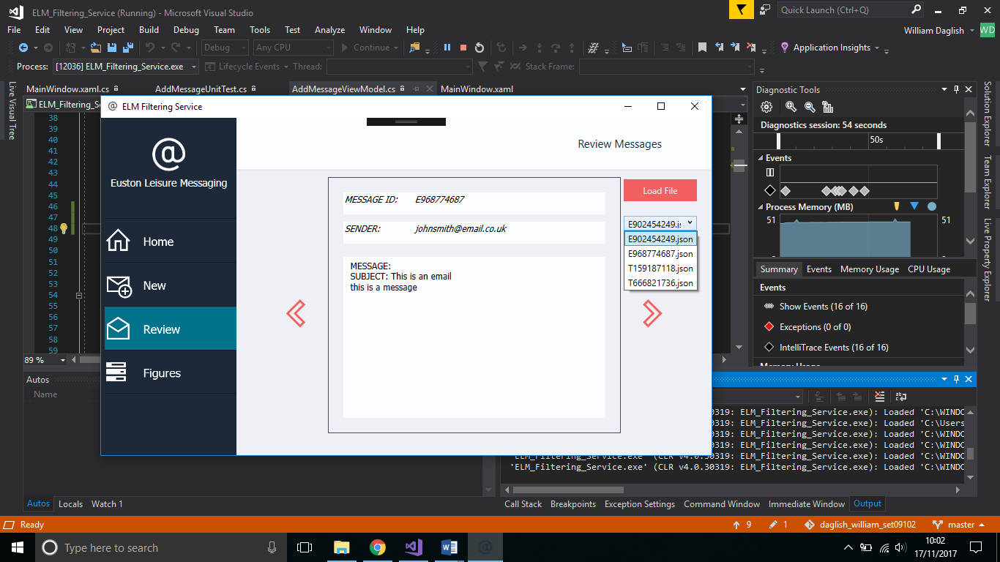 ELM_Filtering_Service (Running) - Microsoft Visual Studio
Quick Launch (Ctrl+Q)
File Edit View Project Build Debug Team Tools Test Analyze Window Help
William Daglish WD
Debug Any CPU Continue Application Insights
Process: [12036] ELM_Filtering_Service.exe Lifecycle Events Thread: Stack Frame:
MainWindow.xaml.cs AddMessageUnitTest.cs AddMessageViewModel.cs MainWindow.xaml
Live Visual Tree
ELM_Filtering_S
38
39
40
41
42
43
44
45
46
47
48
49
50
51
52
53
54
55
56
57
58
59
89 %
@ ELM Filtering Service
@
Euston Leisure Messaging
Home
New
Review
Figures
Review Messages
MESSAGE ID: E968774687
SENDER: johnsmith@email.co.uk
MESSAGE:
SUBJECT: This is an email
this is a message
Load File
E902454249.js
E902454249.json
E968774687.json
T159187118.json
T666821736.json
Diagnostic Tools
Diagnostics session: 54 seconds
50s
Events
Process Memory (MB)
51 51
Summary Events Memory Usage CPU Usage
Events
Show Events (16 of 16)
Exceptions (0 of 0)
IntelliTrace Events (16 of 16)
Memory Usage
Solution Explorer
Team Explorer
Live Property Explorer
Autos
Name
0319: ELM_Filtering_Service.exe): Loaded 'C:\WINDO
0319: ELM_Filtering_Service.exe): Loaded 'C:\Users
0319: ELM_Filtering_Service.exe): Loaded 'C:\WINDO
0319: ELM_Filtering_Service.exe): Loaded 'C:\WINDO
'ELM_Filtering_Service.exe' (CLR v4.0.30319: ELM_Filtering_Service.exe): Loaded 'C:\WINDO
'ELM_Filtering_Service.exe' (CLR v4.0.30319: ELM_Filtering_Service.exe): Loaded 'C:\WINDO
Autos Locals Watch 1
Call Stack Breakpoints Exception Settings Command Window Immediate Window Output
Ready 9 1 daglish_william_set09102 master
Type here to search
10:02
17/11/2017